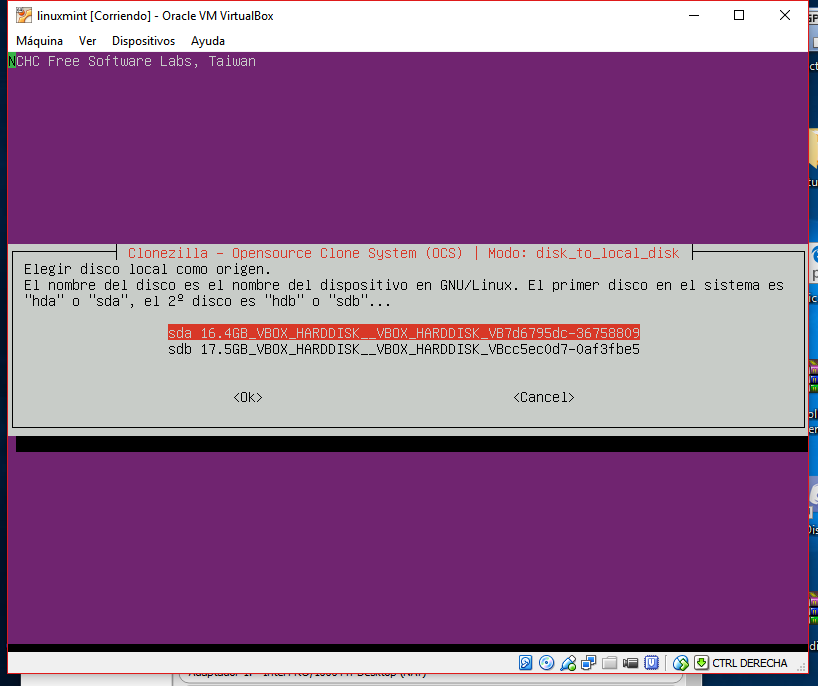 linuxmint [Corriendo] - Oracle VM VirtualBox
Máquina Ver Dispositivos Ayuda
NCHC Free Software Labs, Taiwan
Clonezilla - Opensource Clone System (OCS) | Modo: disk_to_local_disk
Elegir disco local como origen.
El nombre del disco es el nombre del dispositivo en GNU/Linux. El primer disco en el sistema es
"hda" o "sda", el 2º disco es "hdb" o "sdb"...
sda 16.4GB_VBOX_HARDDISK__VBOX_HARDDISK_VB7d6795dc-36758809
sdb 17.5GB_VBOX_HARDDISK__VBOX_HARDDISK_VBcc5ec0d7-0af3fbe5
<Ok> <Cancel>
CTRL DERECHA